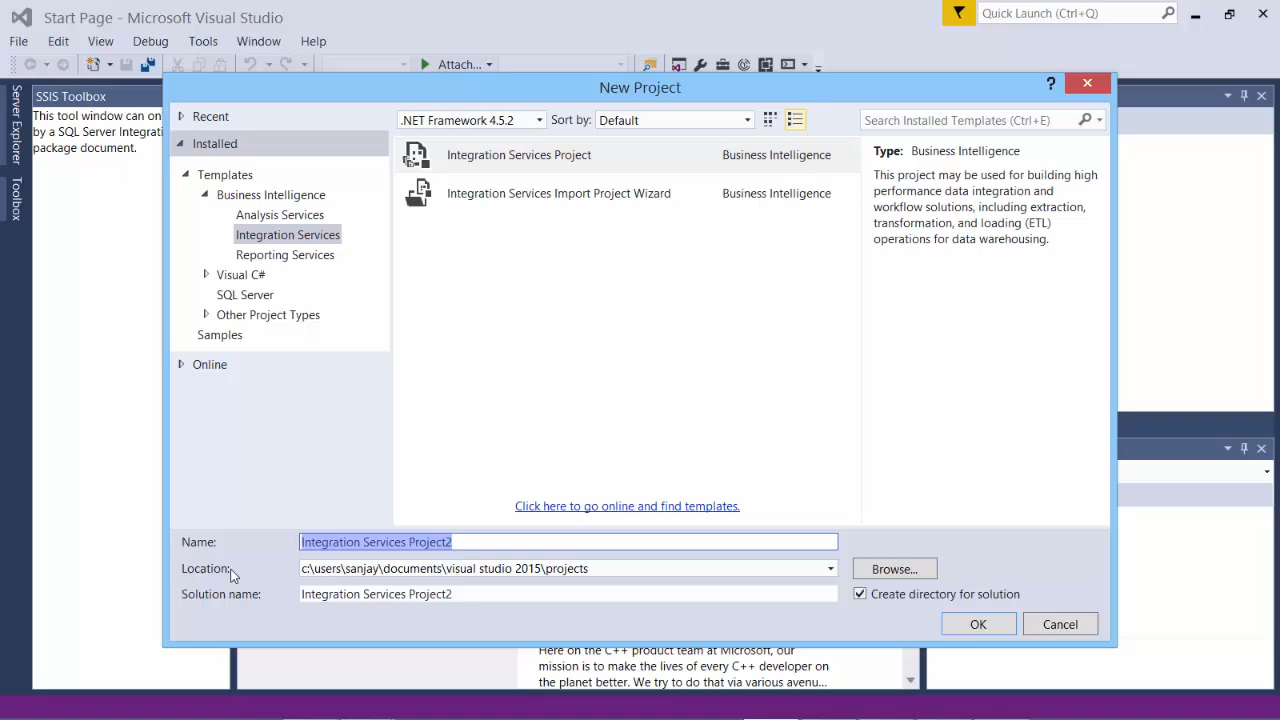 Start Page - Microsoft Visual Studio
Quick Launch (Ctrl+Q)
File Edit View Debug Tools Window Help
Attach...
Server Explorer
Toolbox
SSIS Toolbox
This tool window can on
by a SQL Server Integrati
package document.
New Project
?
Recent
Installed
Templates
Business Intelligence
Analysis Services
Integration Services
Reporting Services
Visual C#
SQL Server
Other Project Types
Samples
Online
.NET Framework 4.5.2 Sort by: Default
Search Installed Templates (Ctrl+E)
Integration Services Project Business Intelligence
Integration Services Import Project Wizard Business Intelligence
Type: Business Intelligence
This project may be used for building high
performance data integration and
workflow solutions, including extraction,
transformation, and loading (ETL)
operations for data warehousing.
Click here to go online and find templates.
Name: Integration Services Project2
Location: c:\users\sanjay\documents\visual studio 2015\projects Browse...
Solution name: Integration Services Project2 Create directory for solution
OK Cancel
Here on the C++ product team at Microsoft, our
mission is to make the lives of every C++ developer on
the planet better. We try to do that via various avenu...